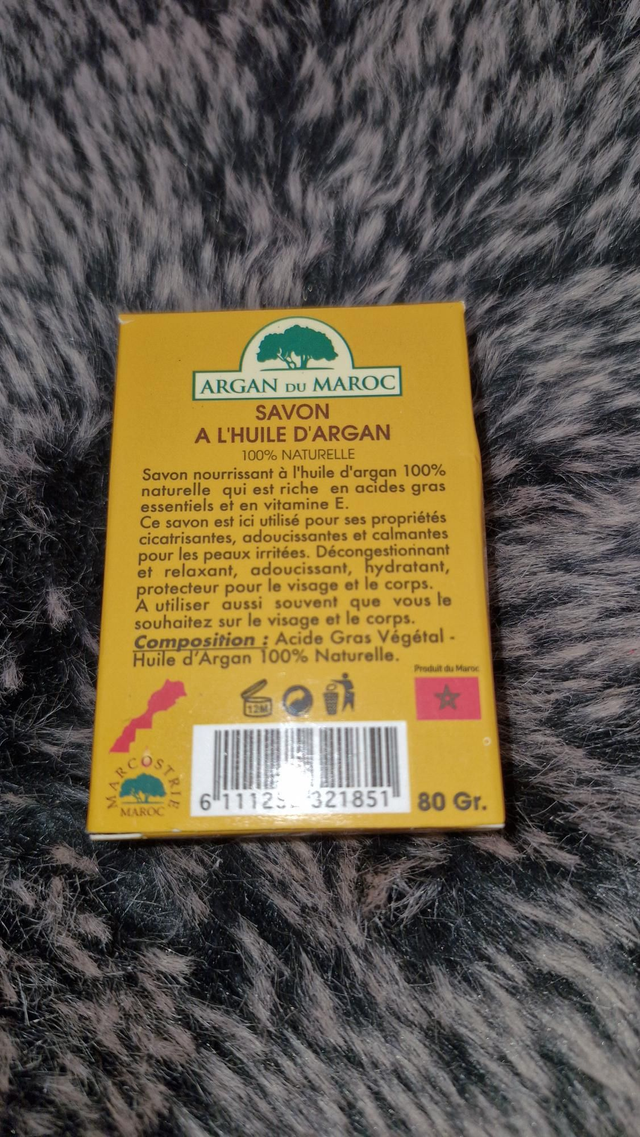 ARGAN DU MAROC
SAVON
A L'HUILE D'ARGAN
100% NATURELLE
Savon nourrissant à l'huile d'argan 100%
naturelle qui est riche en acides gras
essentiels et en vitamine E.
Ce savon est ici utilisé pour ses propriétés
cicatrisantes, adoucissantes et calmantes
pour les peaux irritées. Décongestionnant
et relaxant, adoucissant, hydratant,
protecteur pour le visage et le corps.
A utiliser aussi souvent que vous le
souhaitez sur le visage et le corps.
Composition : Acide Gras Végétal -
Huile d'Argan 100% Naturelle.
Produit du Maroc
12M
MARCOSTRIE
MAROC
321851
80 Gr.